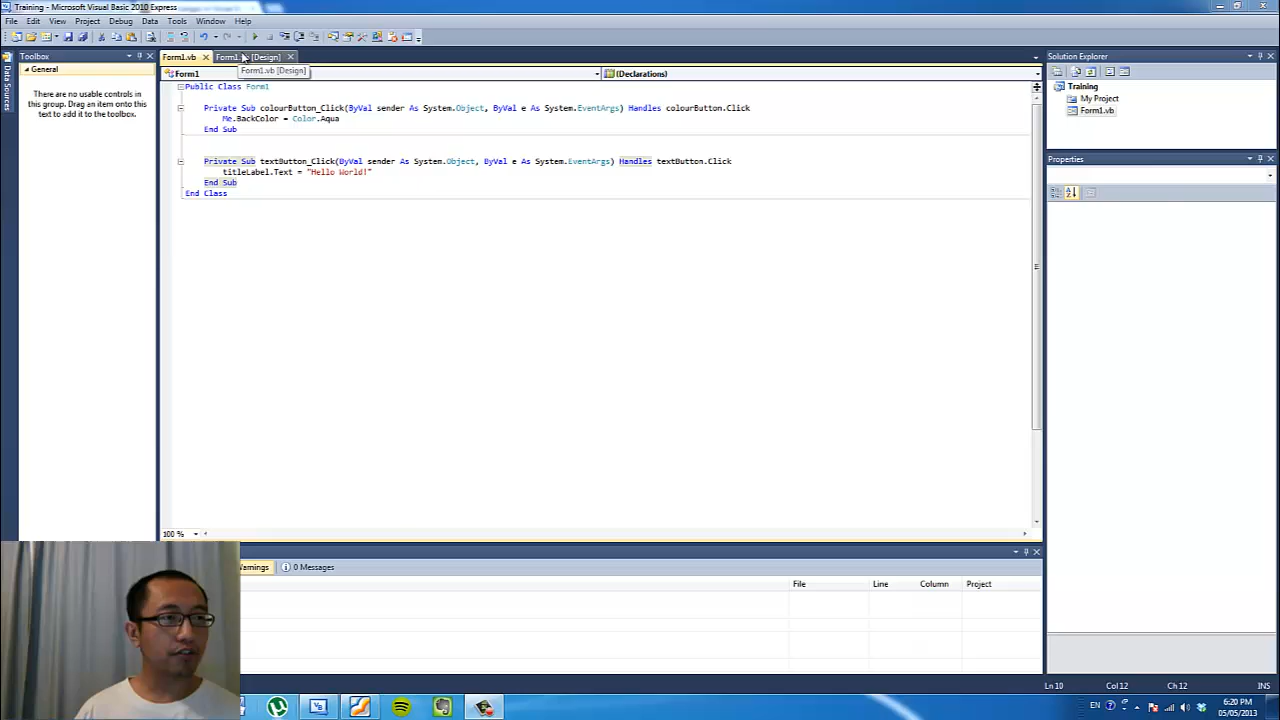 Training - Microsoft Visual Basic 2010 Express
File Edit View Project Debug Data Tools Window Help
Toolbox
Form1.vb
Form1. [Design]
Solution Explorer
General
Form1.vb [Design]
Form1
(Declarations)
There are no usable controls in this group. Drag an item onto this text to add it to the toolbox.
Data Sources
Public Class Form1
Private Sub colourButton_Click(ByVal sender As System.Object, ByVal e As System.EventArgs) Handles colourButton.Click
Me.BackColor = Color.Aqua
End Sub
Private Sub textButton_Click(ByVal sender As System.Object, ByVal e As System.EventArgs) Handles textButton.Click
titleLabel.Text = "Hello World!"
End Sub
End Class
Training
My Project
Form1.vb
Properties
100 %
Warnings
0 Messages
File Line Column Project
Ln 10 Col 12 Ch 12 INS
EN
6:20 PM
05/05/2013